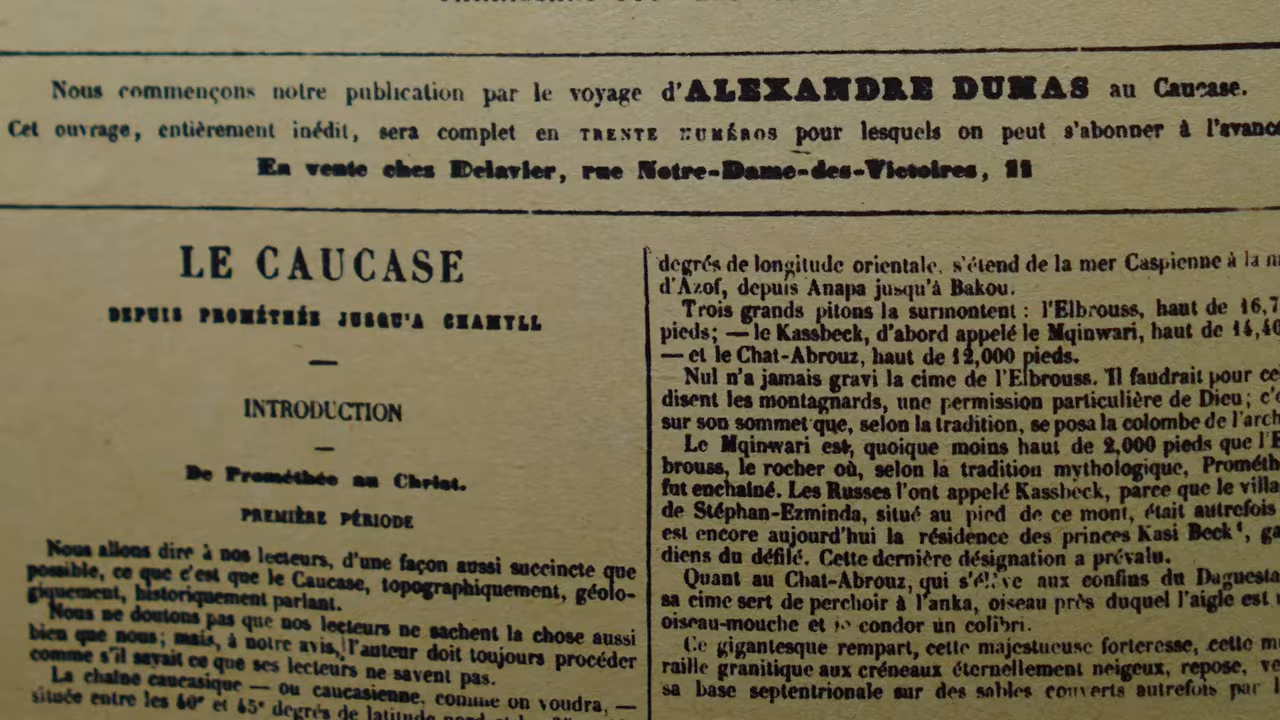 Nous commençons notre publication par le voyage d'ALEXANDRE DUMAS au Caucase.
Cet ouvrage, entièrement inédit, sera complet en TRENTE NUMÉROS pour lesquels on peut s'abonner à l'avance
En vente chez Delavier, rue Notre-Dame-des-Victoires, 11
LE CAUCASE
DEPUIS PROMÉTHÉE JUSQU'A CHAMYLL
—
INTRODUCTION
—
De Prométhée au Christ.
PREMIÈRE PÉRIODE
Nous allons dire à nos lecteurs, d'une façon aussi succincte que
possible, ce que c'est que le Caucase, topographiquement, géolo-
giquement, historiquement parlant.
Nous ne doutons pas que nos lecteurs ne sachent la chose aussi
bien que nous; mais, à notre avis, l'auteur doit toujours procéder
comme s'il savait ce que ses lecteurs ne savent pas.
La chaîne caucasique — ou caucasienne, comme on voudra, —
située entre les 40e et 45e degrés de latitude nord et les
degrés de longitude orientale, s'étend de la mer Caspienne à la
d'Azof, depuis Anapa jusqu'à Bakou.
Trois grands pitons la surmontent : l'Elbrouss, haut de 16,7
pieds; — le Kassbeck, d'abord appelé le Mqinwari, haut de 14,40
— et le Chat-Abrouz, haut de 12,000 pieds.
Nul n'a jamais gravi la cime de l'Elbrouss. Il faudrait pour ce
disent les montagnards, une permission particulière de Dieu; c'e
sur son sommet que, selon la tradition, se posa la colombe de l'arch
Le Mqinwari est, quoique moins haut de 2,000 pieds que l'E
brouss, le rocher où, selon la tradition mythologique, Prométh
fut enchaîné. Les Russes l'ont appelé Kassbeck, parce que le villa
de Stéphan-Ezminda, situé au pied de ce mont, était autrefois
est encore aujourd'hui la résidence des princes Kasi Beck¹, ga
diens du défilé. Cette dernière désignation a prévalu.
Quant au Chat-Abrouz, qui s'élève aux confins du Daguesta
sa cime sert de perchoir à l'anka, oiseau près duquel l'aigle est
oiseau-mouche et le condor un colibri.
Ce gigantesque rempart, cette majestueuse forteresse, cette m
raille granitique aux créneaux éternellement neigeux, repose, ve
sa base septentrionale sur des sables couverts autrefois par l